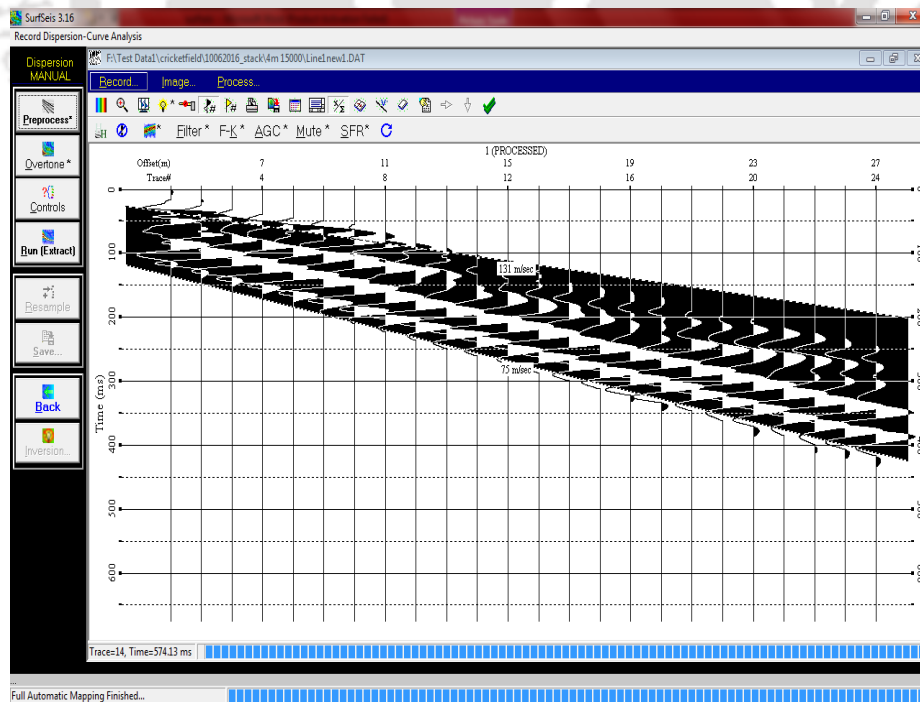 SurfSeis 3.16
Record Dispersion-Curve Analysis
Dispersion
MANUAL
F:\Test Data1\cricketfield\10062016_stack\4m 15000\Line1new1.DAT
Record... Image... Process...
Preprocess*
Filter* F-K* AGC* Mute* SFR*
Overtone*
Controls
Run (Extract)
Resample
Save...
Back
Inversion...
1 (PROCESSED)
Offset(m) 7 11 15 19 23 27
Trace# 4 8 12 16 20 24
0
100
200
300
400
500
600
Time (ms)
131 m/sec
75 m/sec
Trace=14, Time=574.13 ms
...
Full Automatic Mapping Finished...